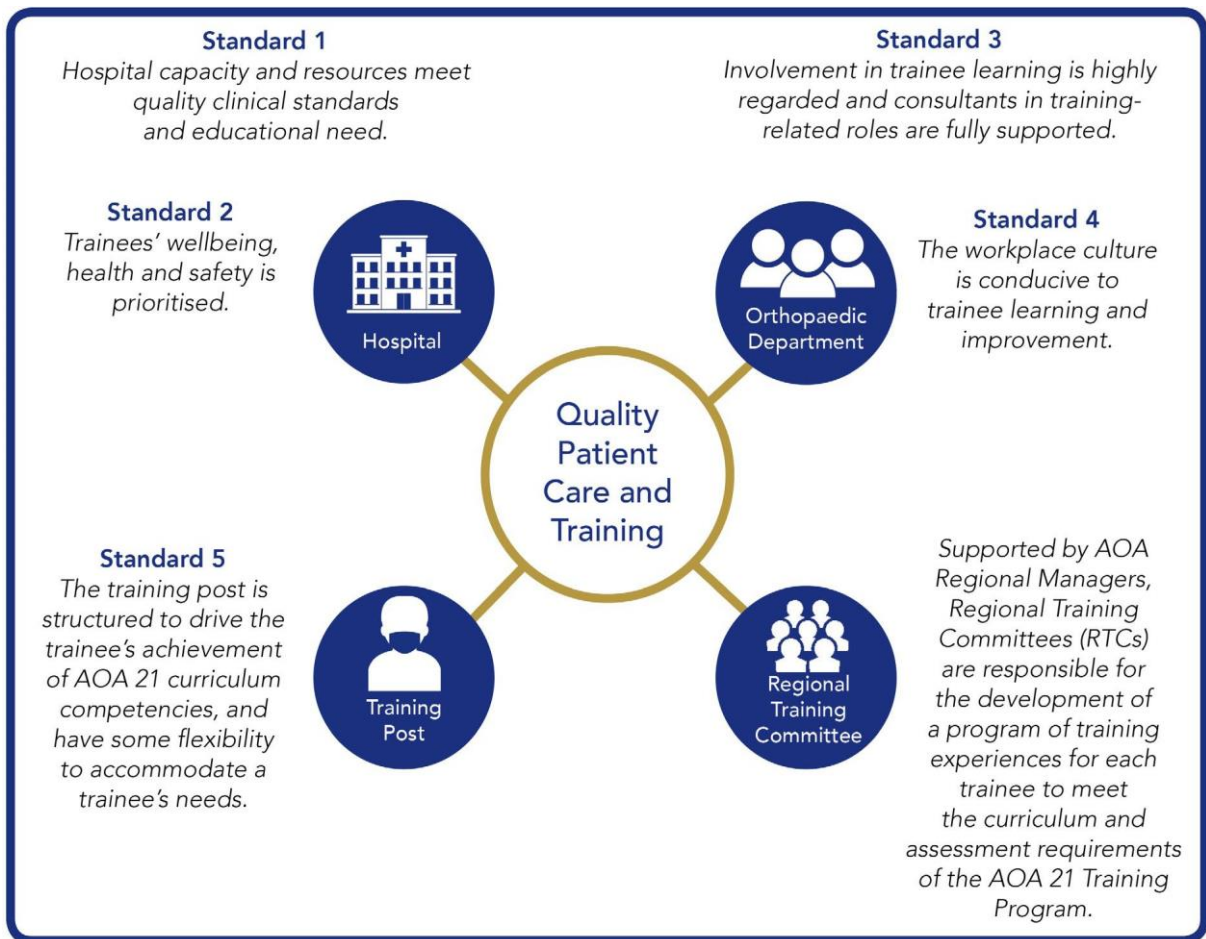 Standard 1
Hospital capacity and resources meet
quality clinical standards
and educational need.
Standard 3
Involvement in trainee learning is highly
regarded and consultants in training-
related roles are fully supported.
Standard 2
Trainees’ wellbeing,
health and safety is
prioritised.
Hospital
Orthopaedic
Department
Standard 4
The workplace culture
is conducive to
trainee learning and
improvement.
Quality
Patient
Care and
Training
Standard 5
The training post is
structured to drive the
trainee’s achievement
of AOA 21 curriculum
competencies, and
have some flexibility
to accommodate a
trainee’s needs.
Training
Post
Regional
Training
Committee
Supported by AOA
Regional Managers,
Regional Training
Committees (RTCs)
are responsible for
the development of
a program of training
experiences for each
trainee to meet
the curriculum and
assessment requirements
of the AOA 21 Training
Program.